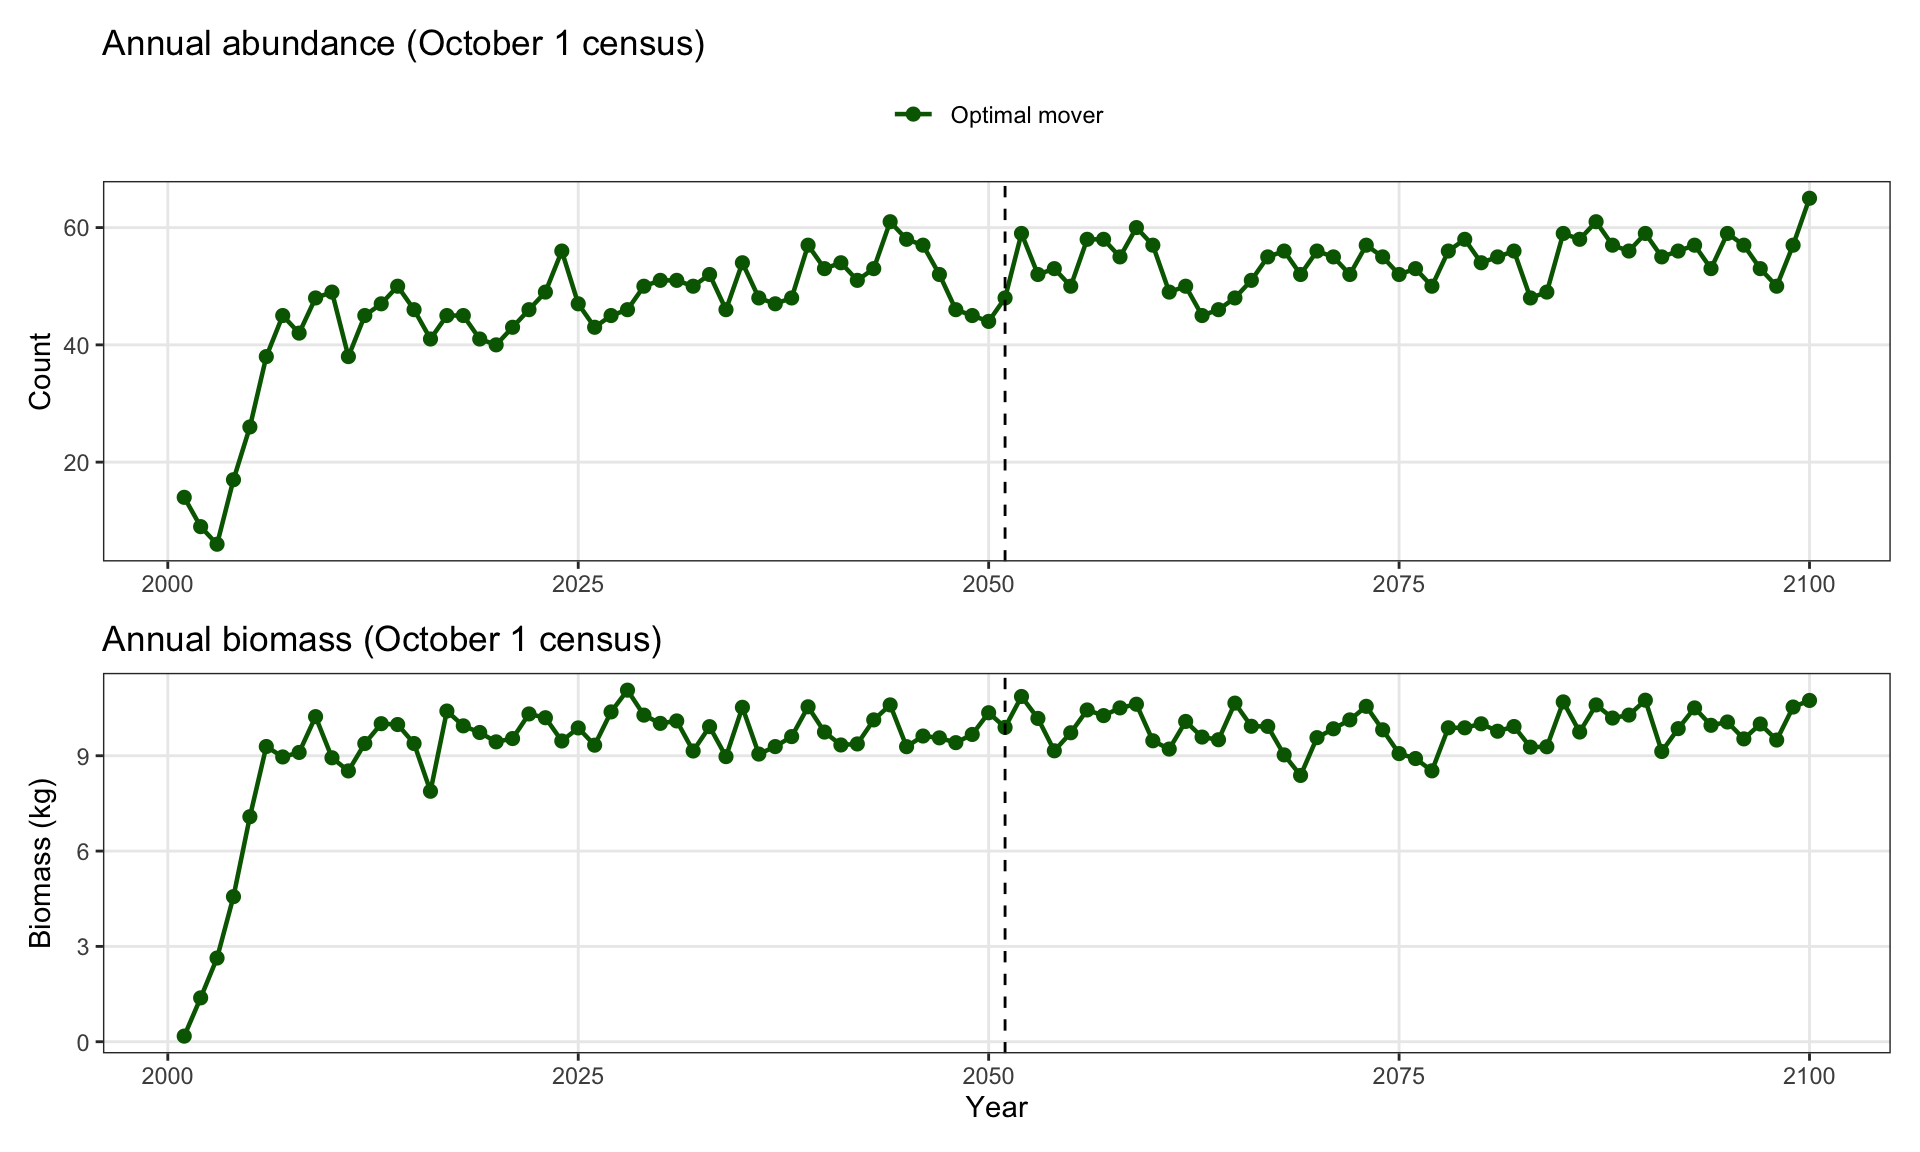 Annual abundance (October 1 census)
Optimal mover
60
40
20
Count
2000 2025 2050 2075 2100
Annual biomass (October 1 census)
9
6
3
0
Biomass (kg)
2000 2025 2050 2075 2100
Year